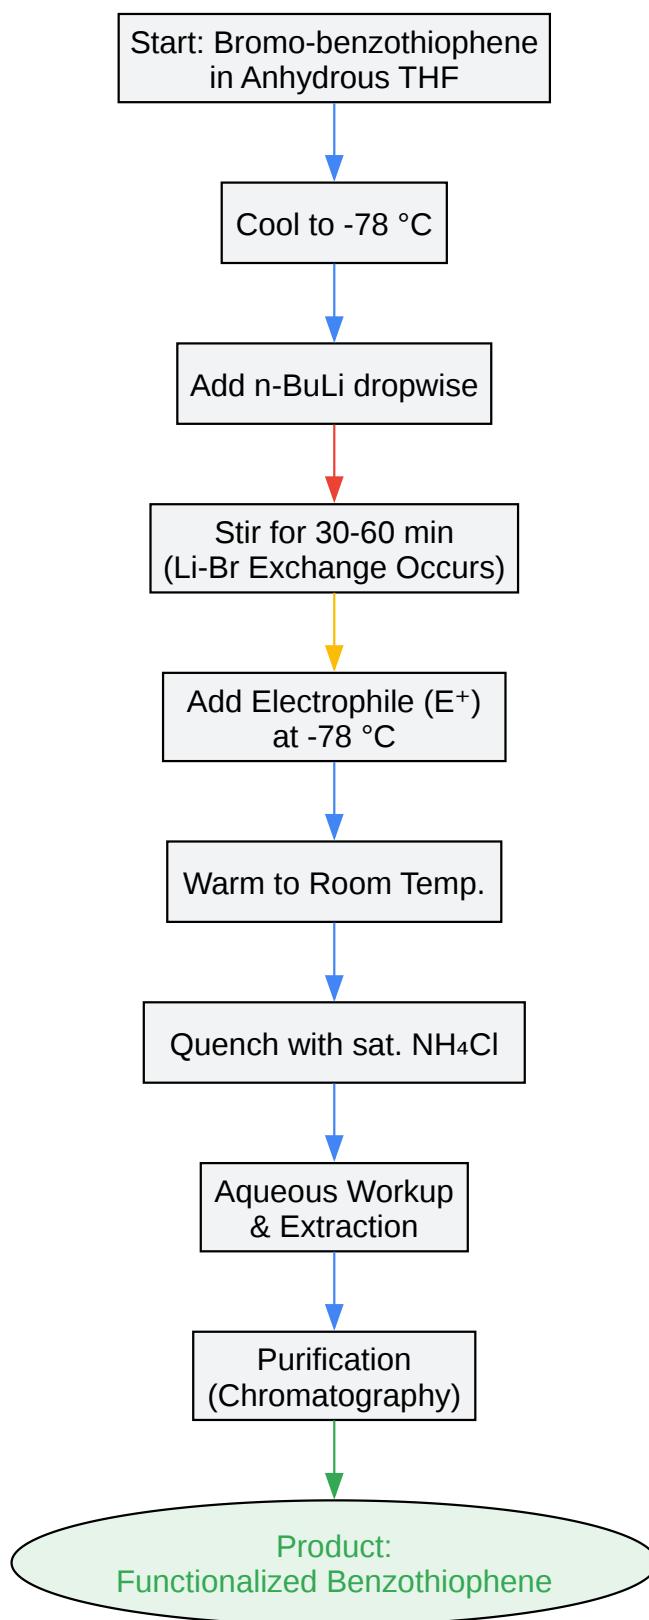 Start: Bromo-benzothiophene
in Anhydrous THF
Cool to -78 °C
Add n-BuLi dropwise
Stir for 30-60 min
(Li-Br Exchange Occurs)
Add Electrophile (E⁺)
at -78 °C
Warm to Room Temp.
Quench with sat. NH₄Cl
Aqueous Workup
& Extraction
Purification
(Chromatography)
Product:
Functionalized Benzothiophene